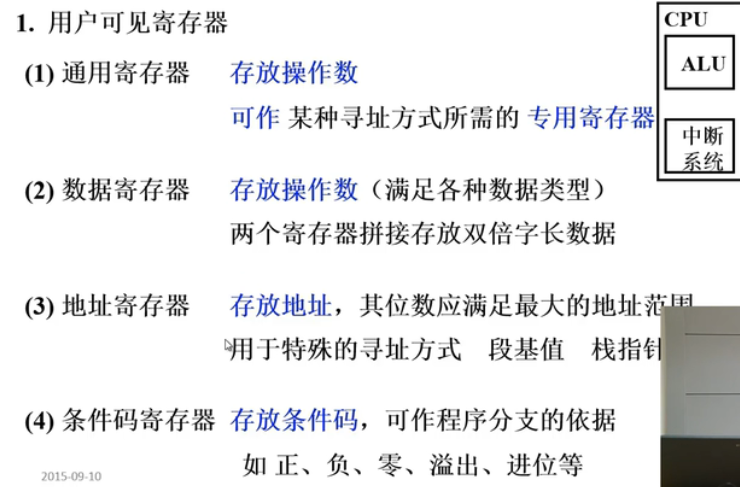 1. 用户可见寄存器
(1) 通用寄存器 存放操作数
可作 某种寻址方式所需的 专用寄存器
(2) 数据寄存器 存放操作数（满足各种数据类型）
两个寄存器拼接存放双倍字长数据
(3) 地址寄存器 存放地址，其位数应满足最大的地址范围
用于特殊的寻址方式 段基值 栈指针
(4) 条件码寄存器 存放条件码，可作程序分支的依据
如 正、负、零、溢出、进位等
2015-09-10
CPU
ALU
中断
系统